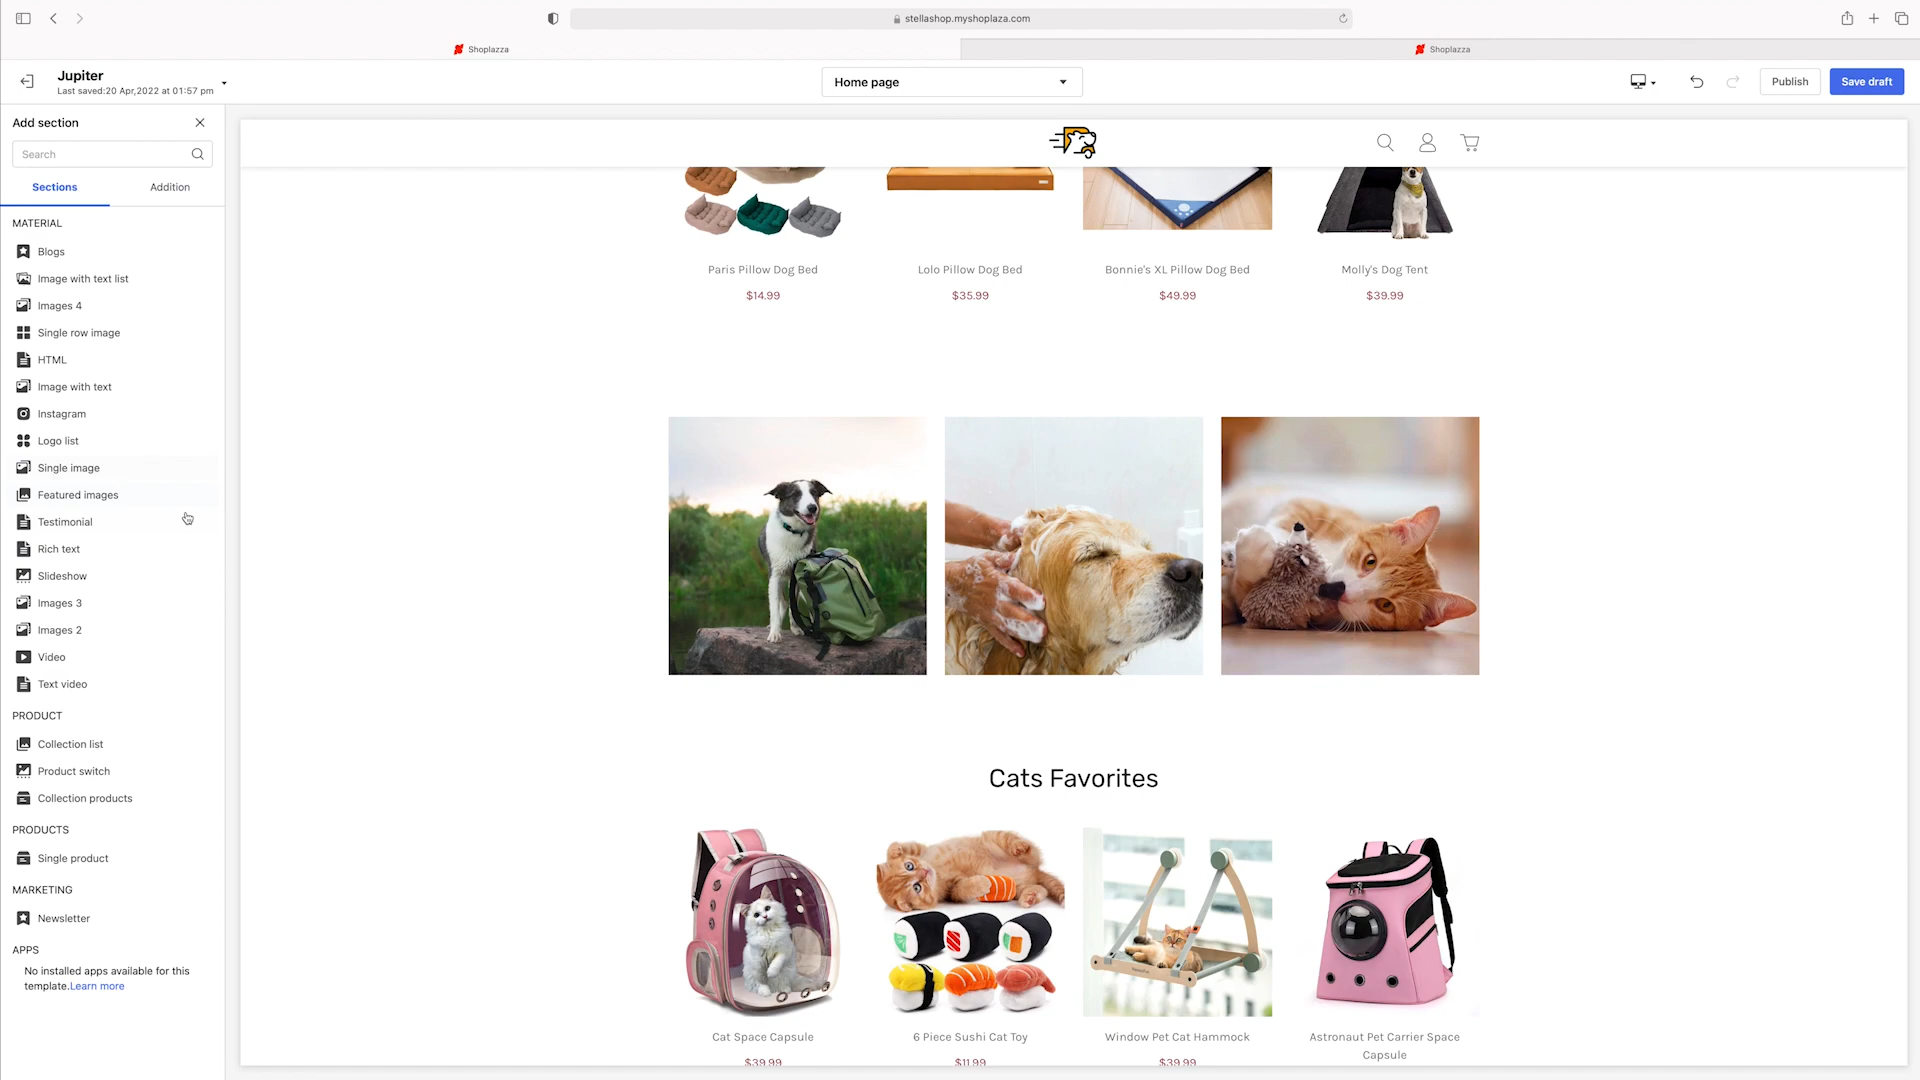 stellashop.myshoplaza.com
Shoplazza
Shoplazza
Jupiter
Last saved:20 Apr,2022 at 01:57 pm
Home page
Publish
Save draft
Add section
Search
Sections
Addition
MATERIAL
Blogs
Image with text list
Images 4
Single row image
HTML
Image with text
Instagram
Logo list
Single image
Featured images
Testimonial
Rich text
Slideshow
Images 3
Images 2
Video
Text video
PRODUCT
Collection list
Product switch
Collection products
PRODUCTS
Single product
MARKETING
Newsletter
APPS
No installed apps available for this
template.Learn more
Paris Pillow Dog Bed
$14.99
Lolo Pillow Dog Bed
$35.99
Bonnie's XL Pillow Dog Bed
$49.99
Molly's Dog Tent
$39.99
Cats Favorites
Cat Space Capsule
$39.99
6 Piece Sushi Cat Toy
$11.99
Window Pet Cat Hammock
$39.99
Astronaut Pet Carrier Space
Capsule